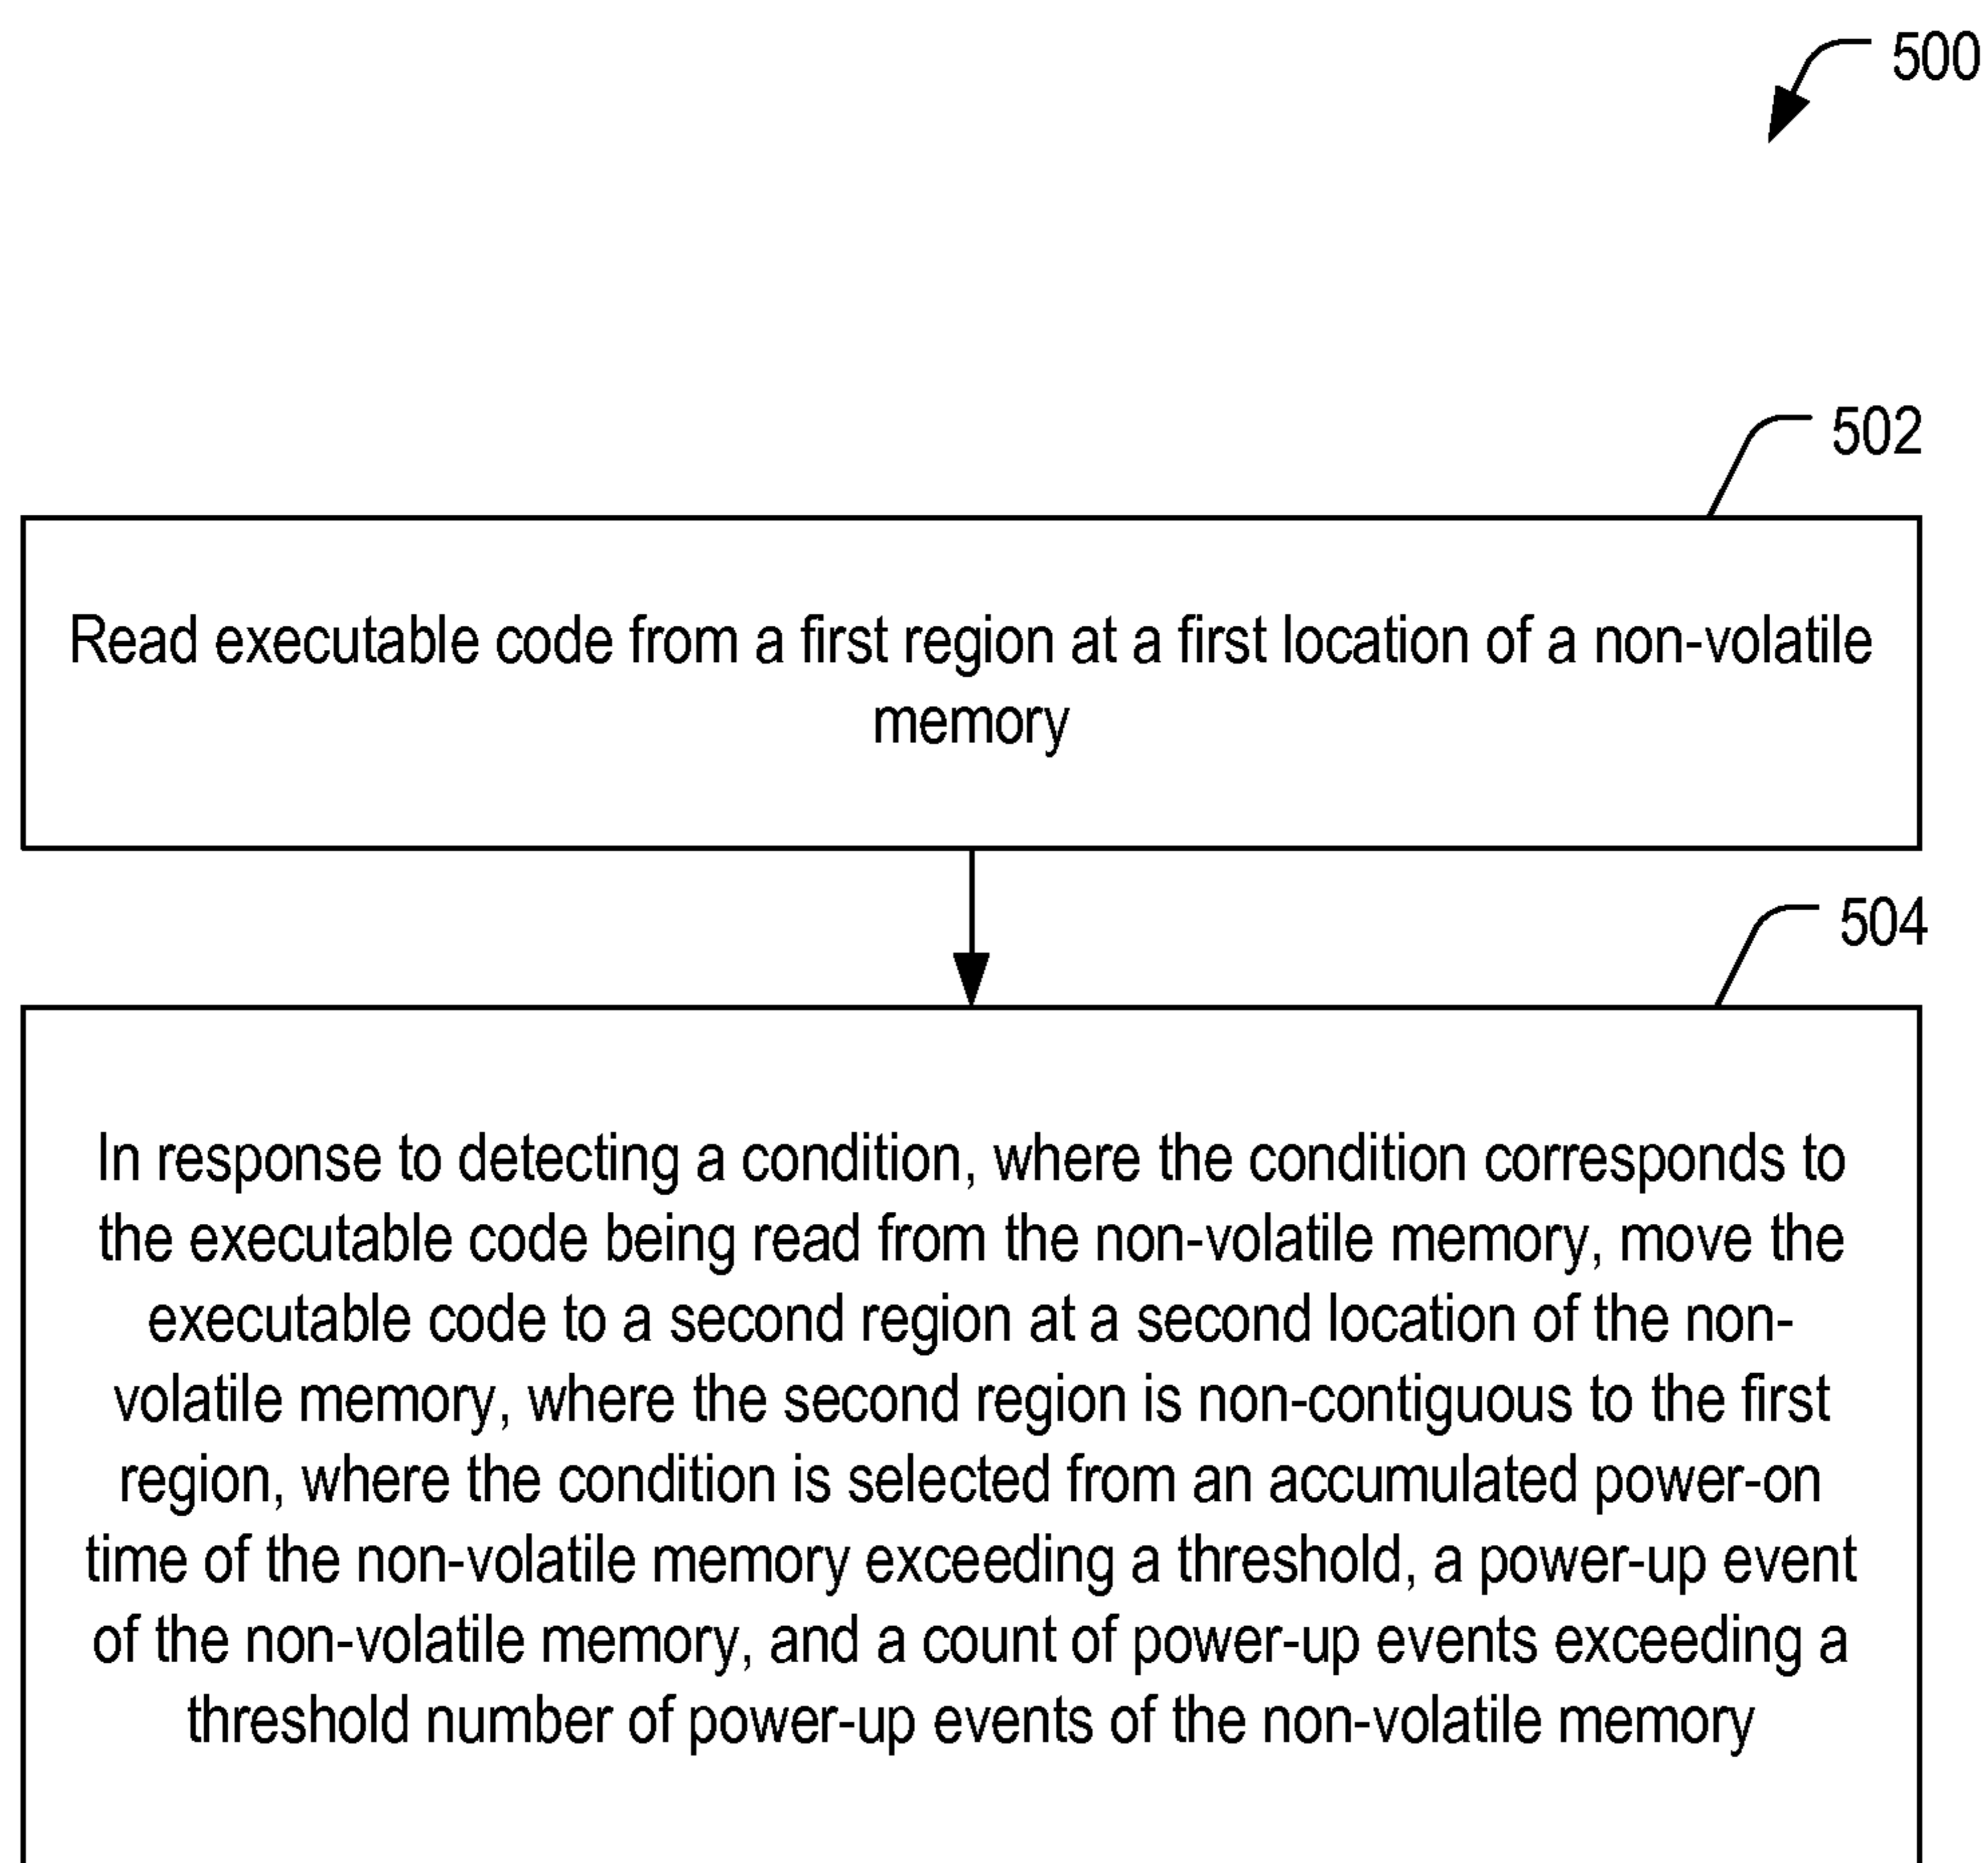 500
502
Read executable code from a first region at a first location of a non-volatile
memory
504
In response to detecting a condition, where the condition corresponds to
the executable code being read from the non-volatile memory, move the
executable code to a second region at a second location of the non-
volatile memory, where the second region is non-contiguous to the first
region, where the condition is selected from an accumulated power-on
time of the non-volatile memory exceeding a threshold, a power-up event
of the non-volatile memory, and a count of power-up events exceeding a
threshold number of power-up events of the non-volatile memory